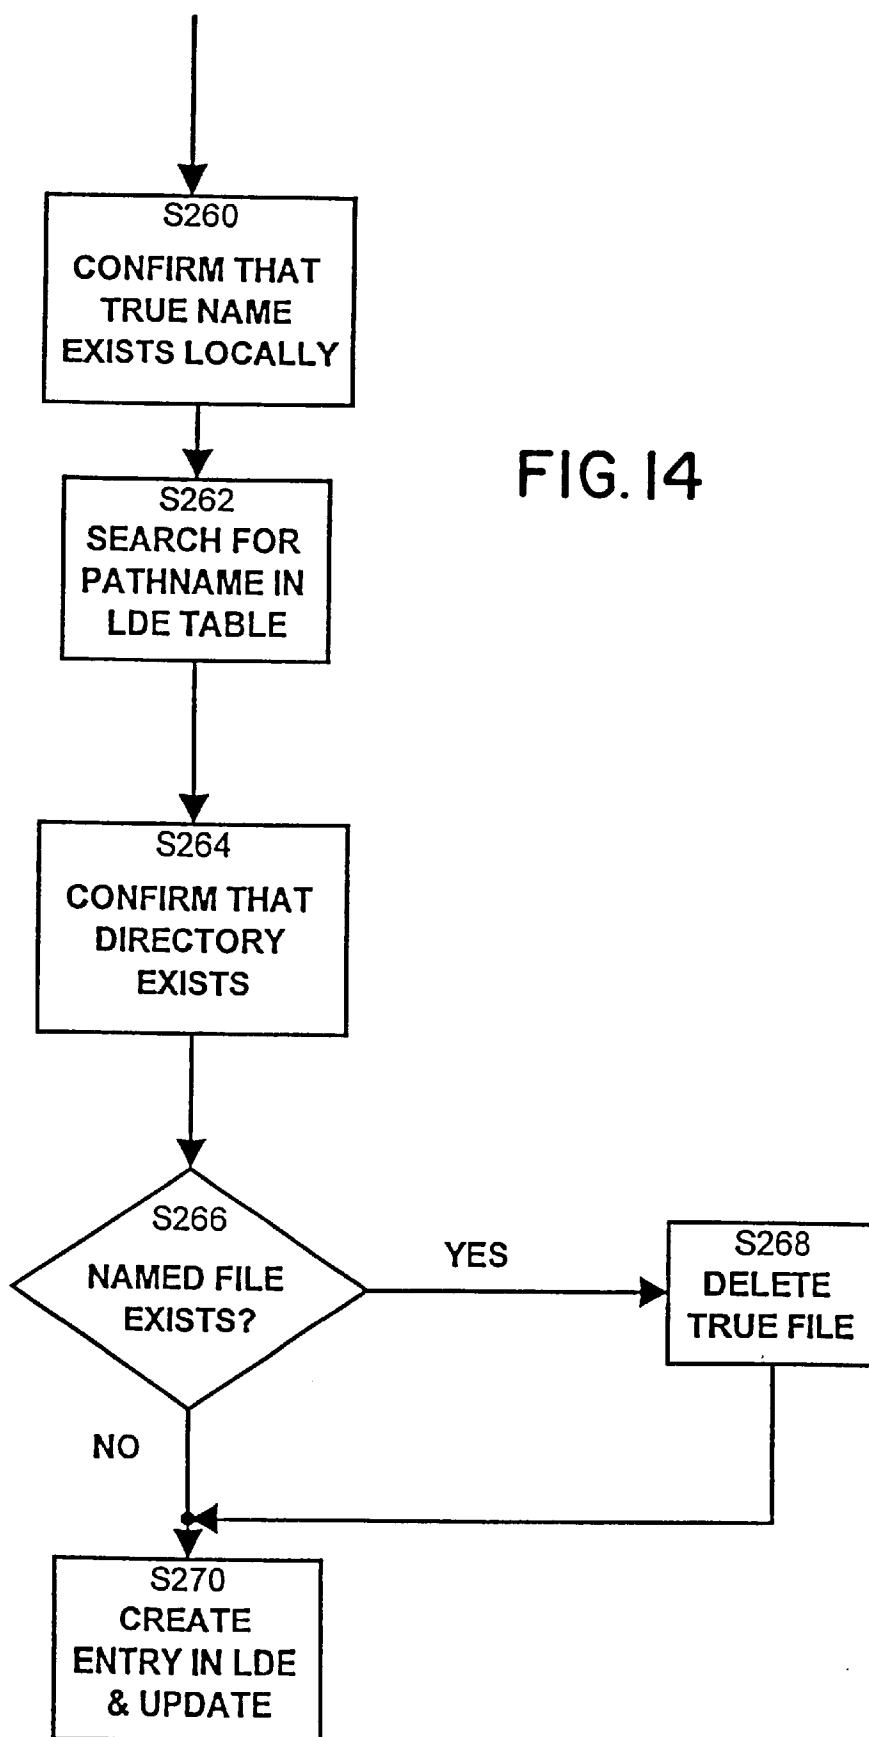 S260
CONFIRM THAT
TRUE NAME
EXISTS LOCALLY
FIG. 14
S262
SEARCH FOR
PATHNAME IN
LDE TABLE
S264
CONFIRM THAT
DIRECTORY
EXISTS
S266
NAMED FILE
EXISTS?
YES
S268
DELETE
TRUE FILE
NO
S270
CREATE
ENTRY IN LDE
& UPDATE